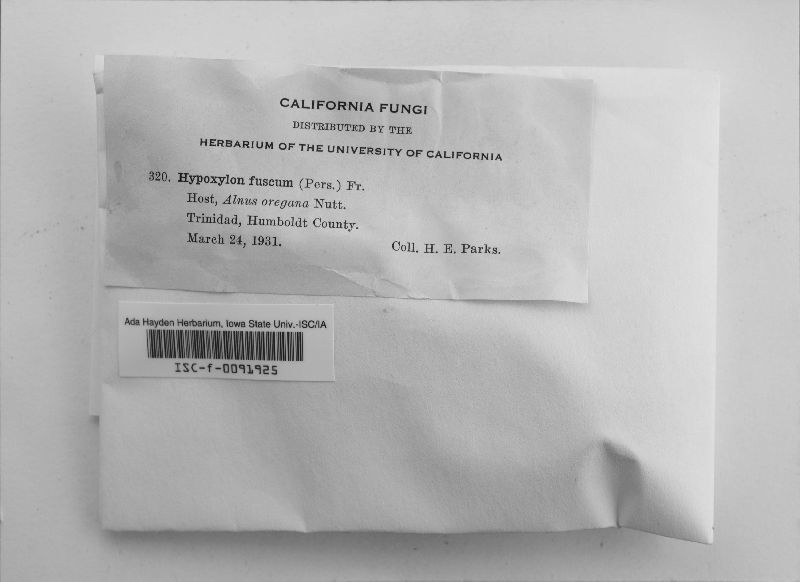 CALIFORNIA FUNGI
DISTRIBUTED BY THE
HERBARIUM OF THE UNIVERSITY OF CALIFORNIA
320. Hypoxylon fuscum (Pers.) Fr.
Host, Alnus oregana Nutt.
Trinidad, Humboldt County.
March 24, 1931. Coll. H. E. Parks.
Ada Hayden Herbarium, Iowa State Univ.-ISC/IA
ISC-f-0091925